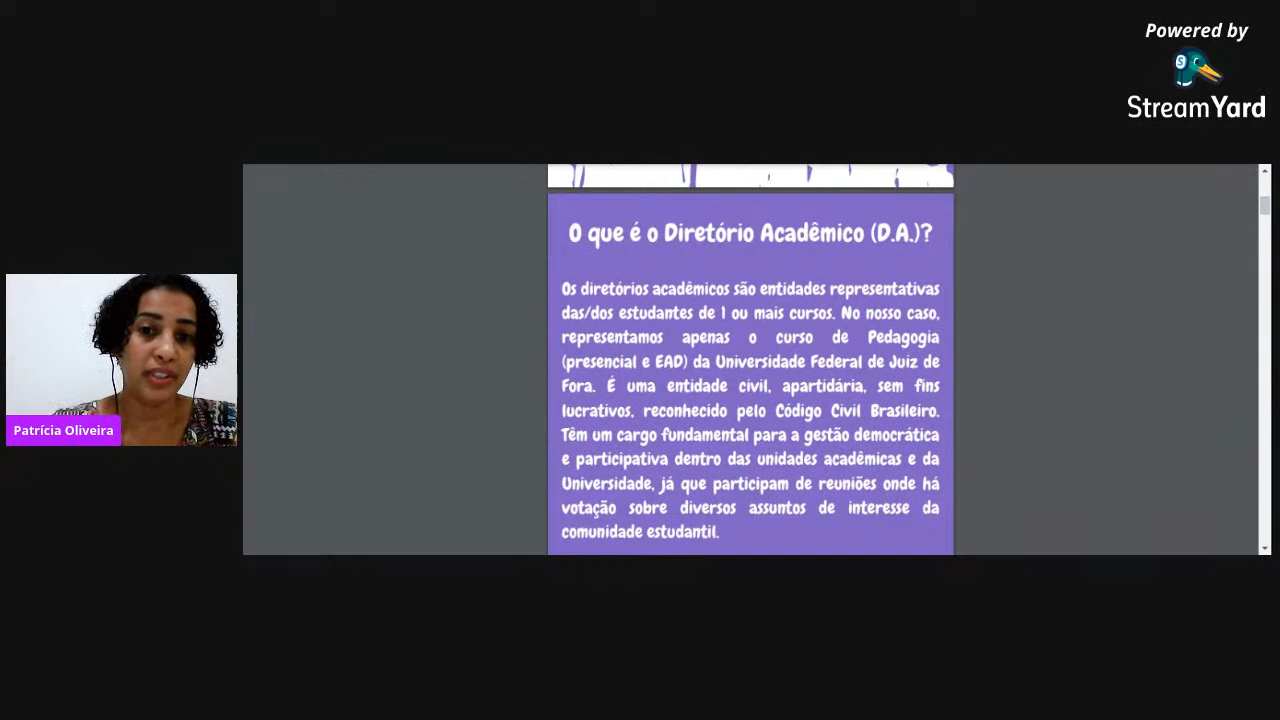 Powered by
StreamYard
O que é o Diretório Acadêmico (D.A.)?
Os diretórios acadêmicos são entidades representativas
das/dos estudantes de 1 ou mais cursos. No nosso caso,
representamos apenas o curso de Pedagogia
(presencial e EAD) da Universidade Federal de Juiz de
Fora. É uma entidade civil, apartidária, sem fins
lucrativos, reconhecido pelo Código Civil Brasileiro.
Têm um cargo fundamental para a gestão democrática
e participativa dentro das unidades acadêmicas e da
Universidade, já que participam de reuniões onde há
votação sobre diversos assuntos de interesse da
comunidade estudantil.
Patrícia Oliveira